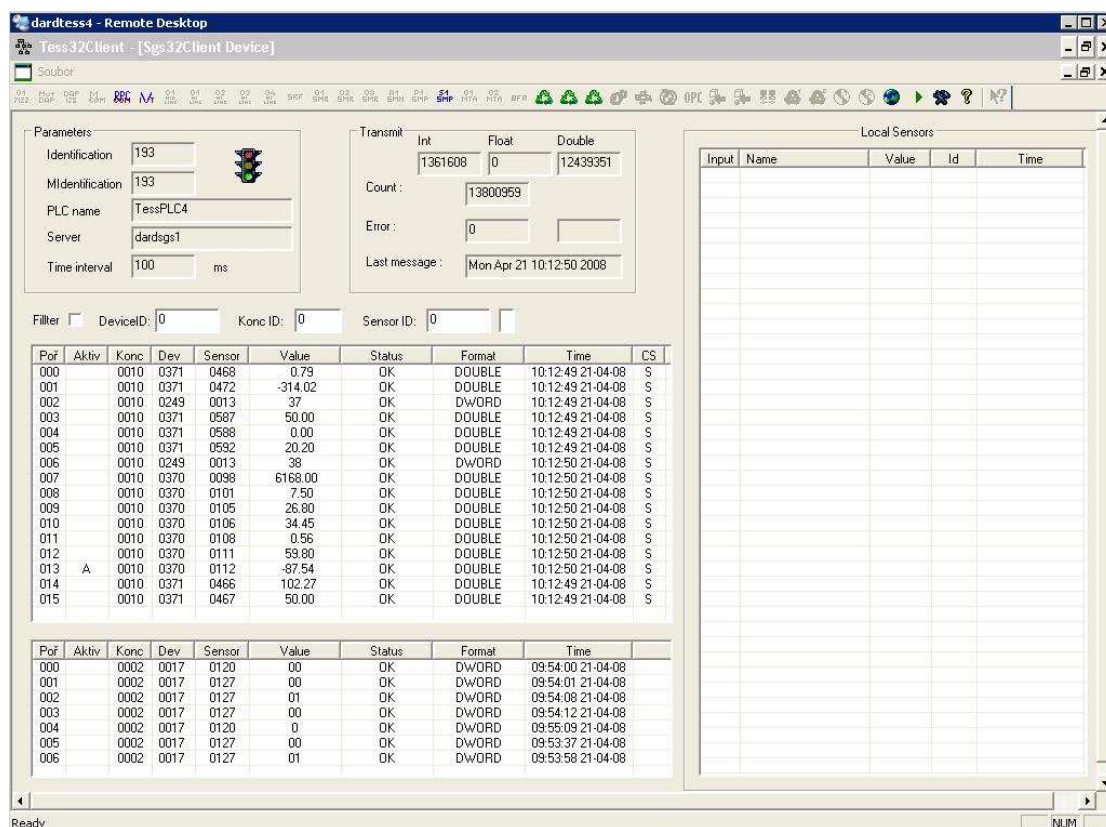 dardtess4 - Remote Desktop
Tess32Client - [Sgs32Client Device]
Soubor
OPC
Parameters
Identification 193
MIdentification 193
PLC name TessPLC4
Server dardsgs1
Time interval 100 ms
Transmit
Int Float Double
1361608 0 12439351
Count : 13800959
Error : 0
Last message : Mon Apr 21 10:12:50 2008
Local Sensors
Input Name Value Id Time
Fillter DeviceID: 0 Konc ID: 0 Sensor ID: 0
Poř Aktiv Konc Dev Sensor Value Status Format Time CS
000 0010 0371 0468 0.79 OK DOUBLE 10:12:49 21-04-08 S
001 0010 0371 0472 -314.02 OK DOUBLE 10:12:49 21-04-08 S
002 0010 0249 0013 37 OK DWORD 10:12:49 21-04-08 S
003 0010 0371 0587 50.00 OK DOUBLE 10:12:49 21-04-08 S
004 0010 0371 0588 0.00 OK DOUBLE 10:12:49 21-04-08 S
005 0010 0371 0592 20.20 OK DOUBLE 10:12:49 21-04-08 S
006 0010 0249 0013 38 OK DWORD 10:12:50 21-04-08 S
007 0010 0370 0098 6168.00 OK DOUBLE 10:12:50 21-04-08 S
008 0010 0370 0101 7.50 OK DOUBLE 10:12:50 21-04-08 S
009 0010 0370 0105 26.80 OK DOUBLE 10:12:50 21-04-08 S
010 0010 0370 0106 34.45 OK DOUBLE 10:12:50 21-04-08 S
011 0010 0370 0108 0.56 OK DOUBLE 10:12:50 21-04-08 S
012 0010 0370 0111 59.80 OK DOUBLE 10:12:50 21-04-08 S
013 A 0010 0370 0112 -87.54 OK DOUBLE 10:12:50 21-04-08 S
014 0010 0371 0466 102.27 OK DOUBLE 10:12:49 21-04-08 S
015 0010 0371 0467 50.00 OK DOUBLE 10:12:49 21-04-08 S
Poř Aktiv Konc Dev Sensor Value Status Format Time
000 0002 0017 0120 00 OK DWORD 09:54:00 21-04-08
001 0002 0017 0127 00 OK DWORD 09:54:01 21-04-08
002 0002 0017 0127 01 OK DWORD 09:54:08 21-04-08
003 0002 0017 0127 00 OK DWORD 09:54:12 21-04-08
004 0002 0017 0120 0 OK DWORD 09:55:09 21-04-08
005 0002 0017 0127 00 OK DWORD 09:53:37 21-04-08
006 0002 0017 0127 01 OK DWORD 09:53:58 21-04-08
Ready NUM